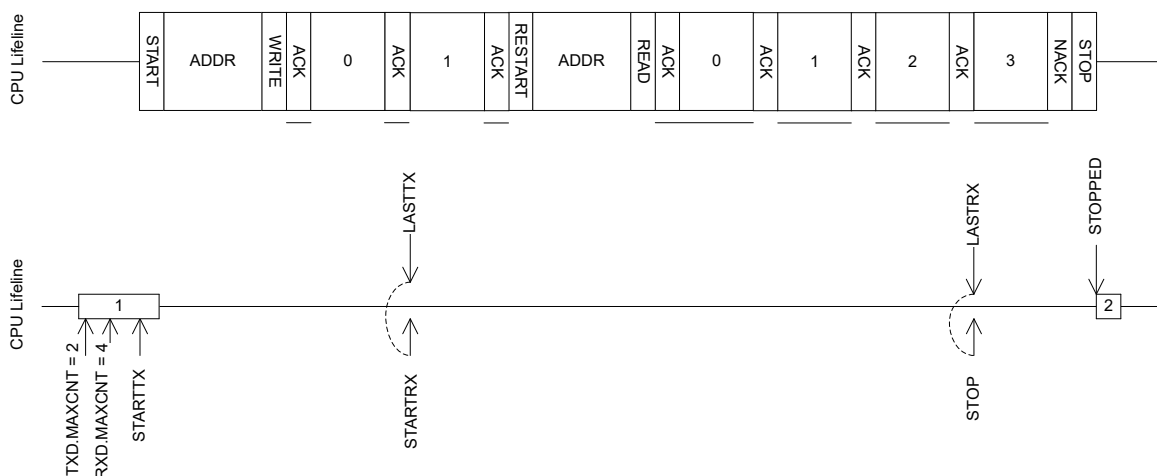 CPU Lifeline
START
ADDR
WRITE
ACK
0
ACK
1
ACK
RESTART
ADDR
READ
ACK
0
ACK
1
ACK
2
ACK
3
NACK
STOP
CPU Lifeline
LASTTX
LASTRX
STOPPED
1
2
TXD.MAXCNT = 2
RXD.MAXCNT = 4
STARTTX
STARTRX
STOP